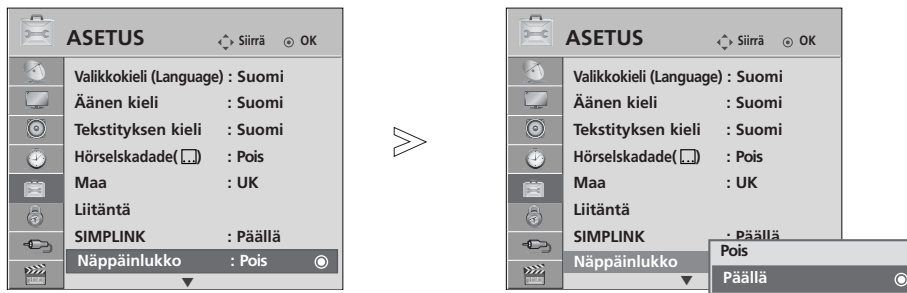 ASETUS Siirrä OK
Valikkokieli (Language) : Suomi
Äänen kieli : Suomi
Tekstityksen kieli : Suomi
Hörselskadade( ) : Pois
Maa : UK
Liitäntä
SIMPLINK : Päällä
Näppäinlukko : Pois
ASETUS Siirrä OK
Valikkokieli (Language) : Suomi
Äänen kieli : Suomi
Tekstityksen kieli : Suomi
Hörselskadade( ) : Pois
Maa : UK
Liitäntä
SIMPLINK : Päällä
Näppäinlukko
Pois
Päällä